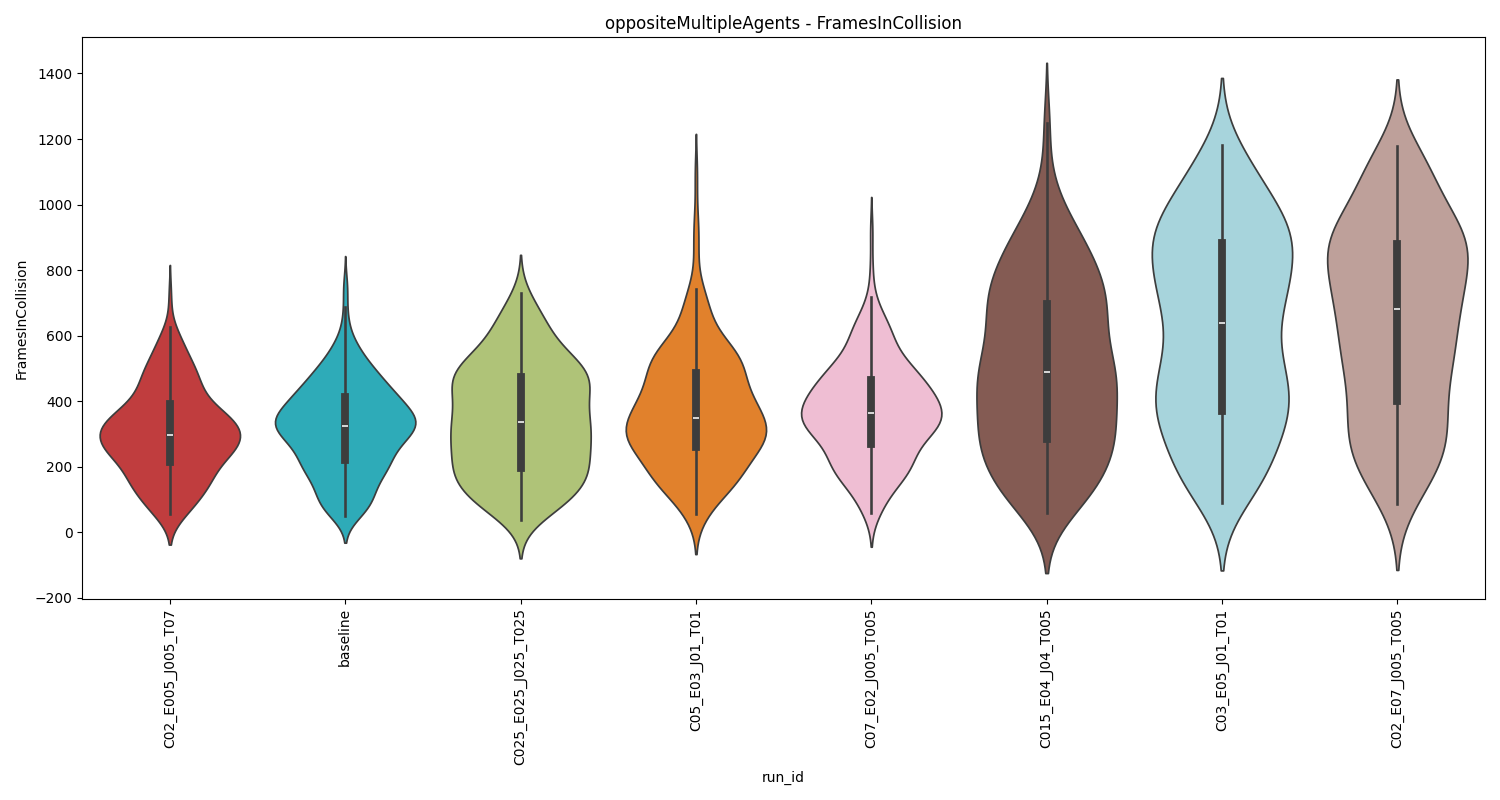 oppositeMultipleAgents - FramesInCollision
FramesInCollision
1400
1200
1000
800
600
400
200
0
−200
C02_E005_J005_T07
baseline
C025_E025_J025_T025
C05_E03_J01_T01
C07_E02_J005_T005
C015_E04_J04_T005
C03_E05_J01_T01
C02_E07_J005_T005
run_id